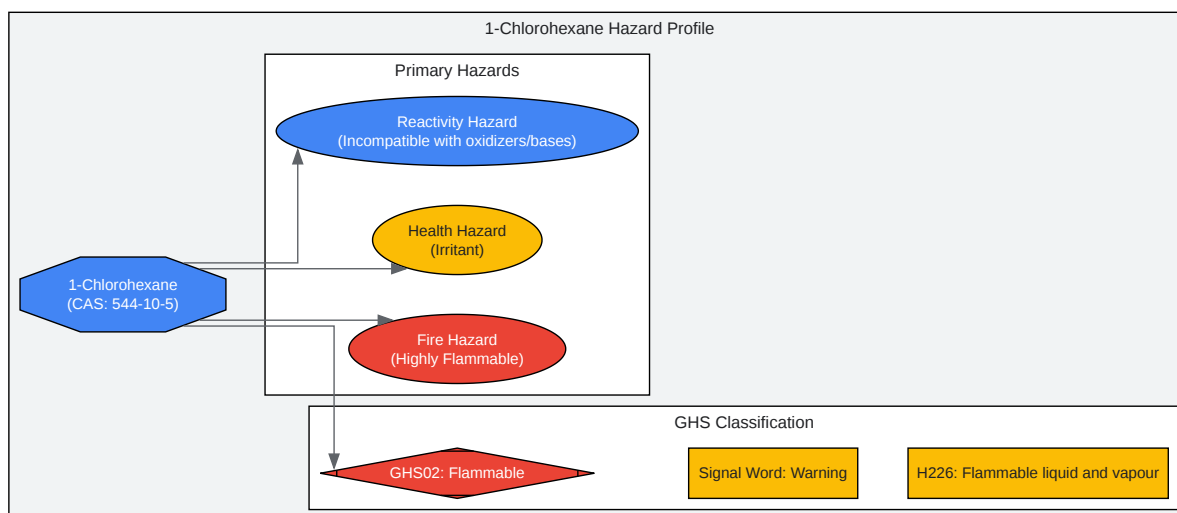 1-Chlorohexane Hazard Profile
Primary Hazards
Reactivity Hazard
(Incompatible with oxidizers/bases)
Health Hazard
(Irritant)
1-Chlorohexane
(CAS: 544-10-5)
Fire Hazard
(Highly Flammable)
GHS Classification
GHS02: Flammable
Signal Word: Warning
H226: Flammable liquid and vapour